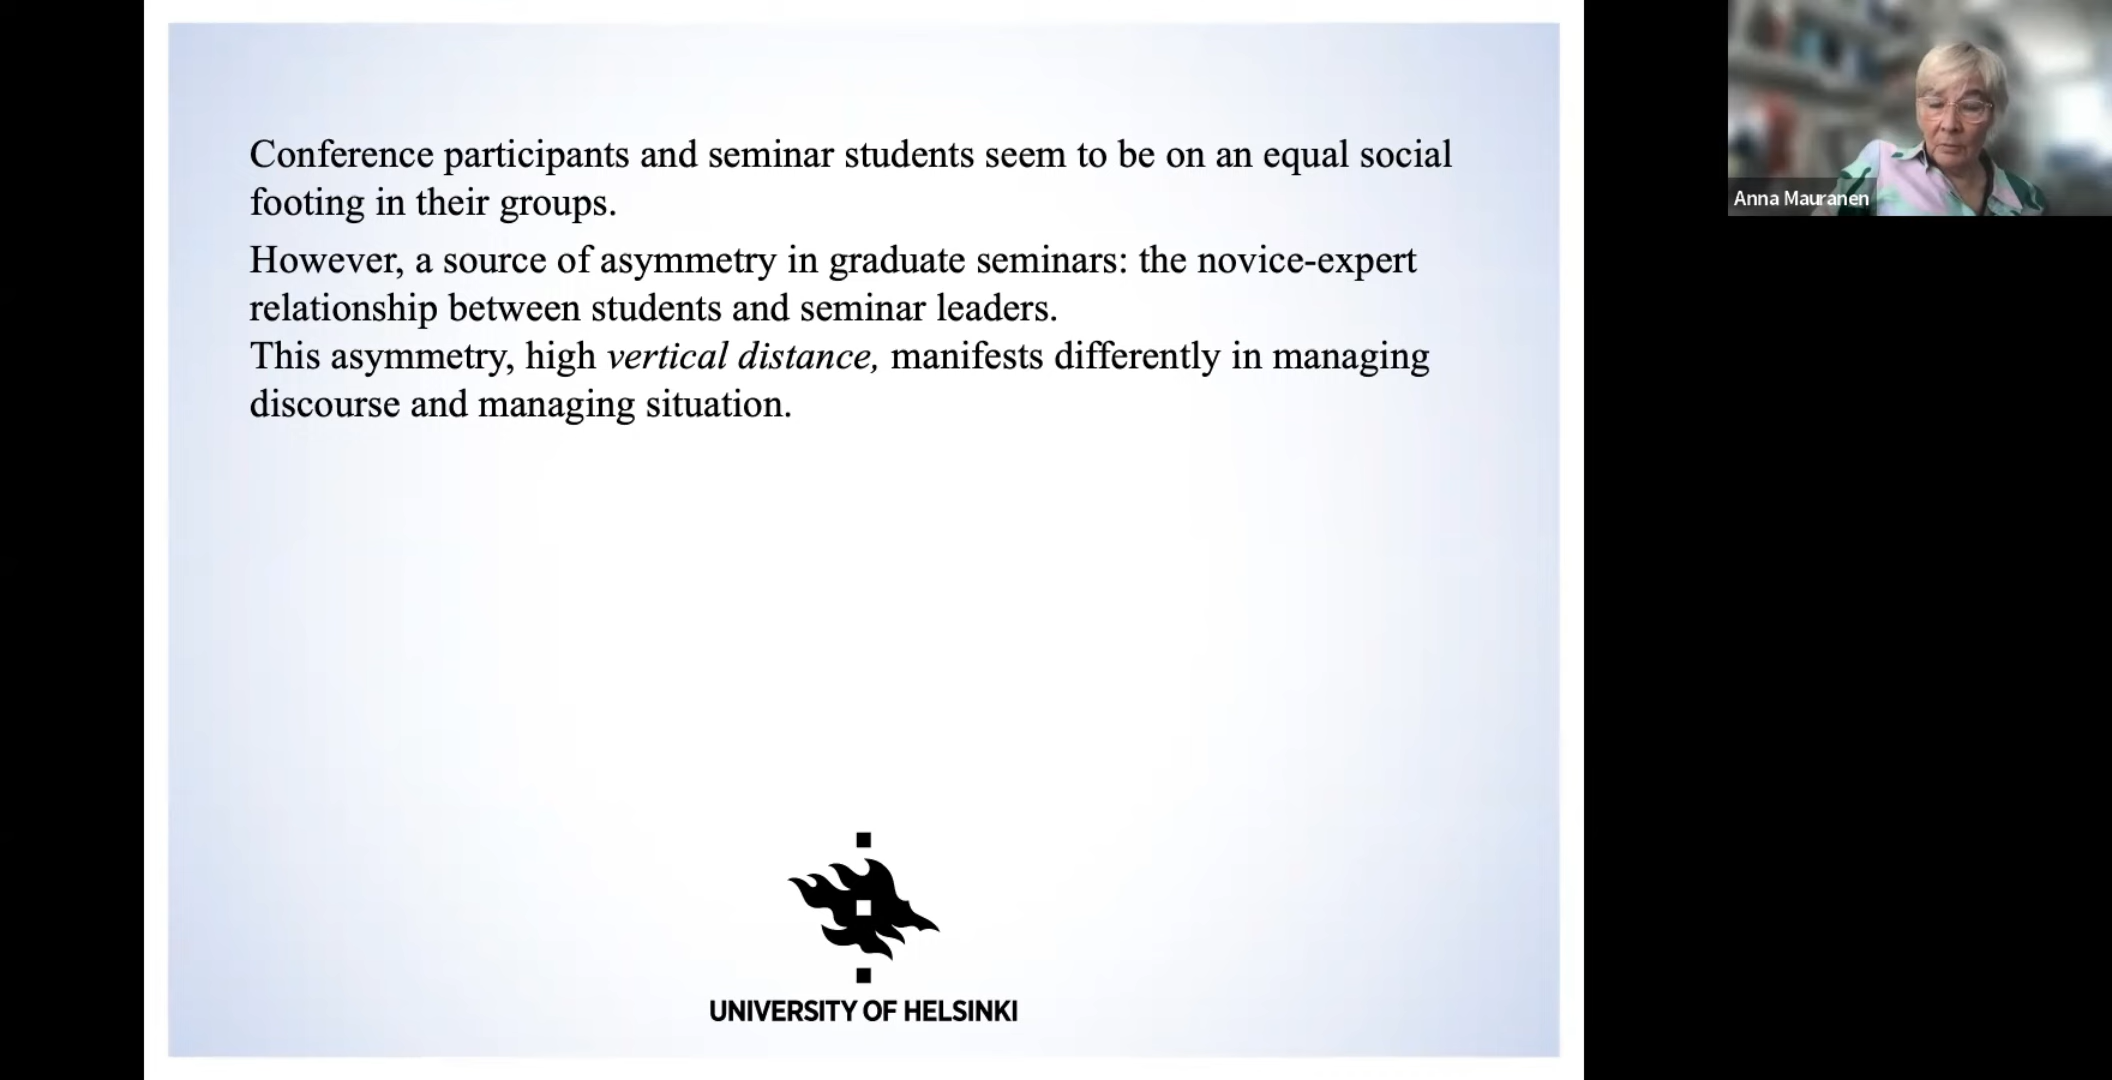 Conference participants and seminar students seem to be on an equal social
footing in their groups.
However, a source of asymmetry in graduate seminars: the novice-expert
relationship between students and seminar leaders.
This asymmetry, high vertical distance, manifests differently in managing
discourse and managing situation.
UNIVERSITY OF HELSINKI
Anna Mauranen